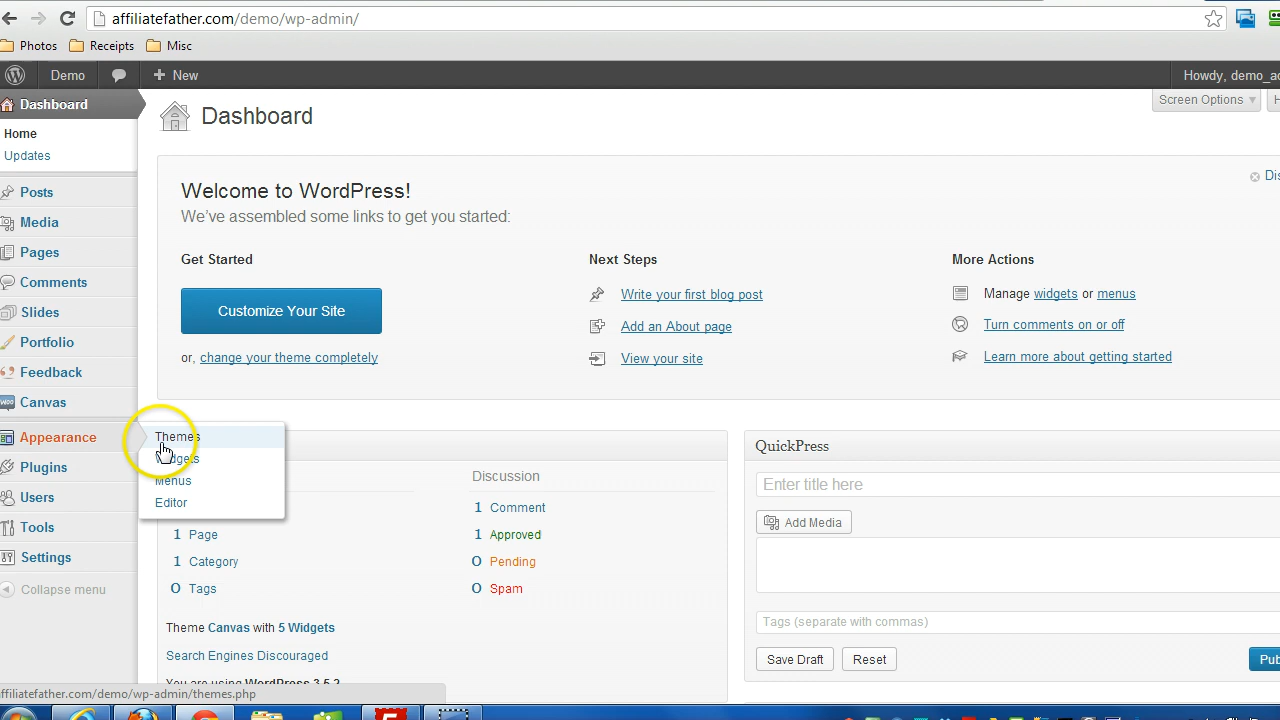 affiliatefather.com/demo/wp-admin/
Photos Receipts Misc
Demo New Howdy, demo_
Dashboard
Home
Updates
Posts
Media
Pages
Comments
Slides
Portfolio
Feedback
Canvas
Appearance
Plugins
Users
Tools
Settings
Collapse menu
Themes
Widgets
Menus
Editor
Dashboard
Screen Options
Welcome to WordPress!
We've assembled some links to get you started:
Get Started
Customize Your Site
or, change your theme completely
Next Steps
Write your first blog post
Add an About page
View your site
More Actions
Manage widgets or menus
Turn comments on or off
Learn more about getting started
1 Page
1 Category
0 Tags
Discussion
1 Comment
1 Approved
0 Pending
0 Spam
Theme Canvas with 5 Widgets
Search Engines Discouraged
You are using WordPress 3.5.2
QuickPress
Enter title here
Add Media
Tags (separate with commas)
Save Draft Reset Pub
ffiliatefather.com/demo/wp-admin/themes.php